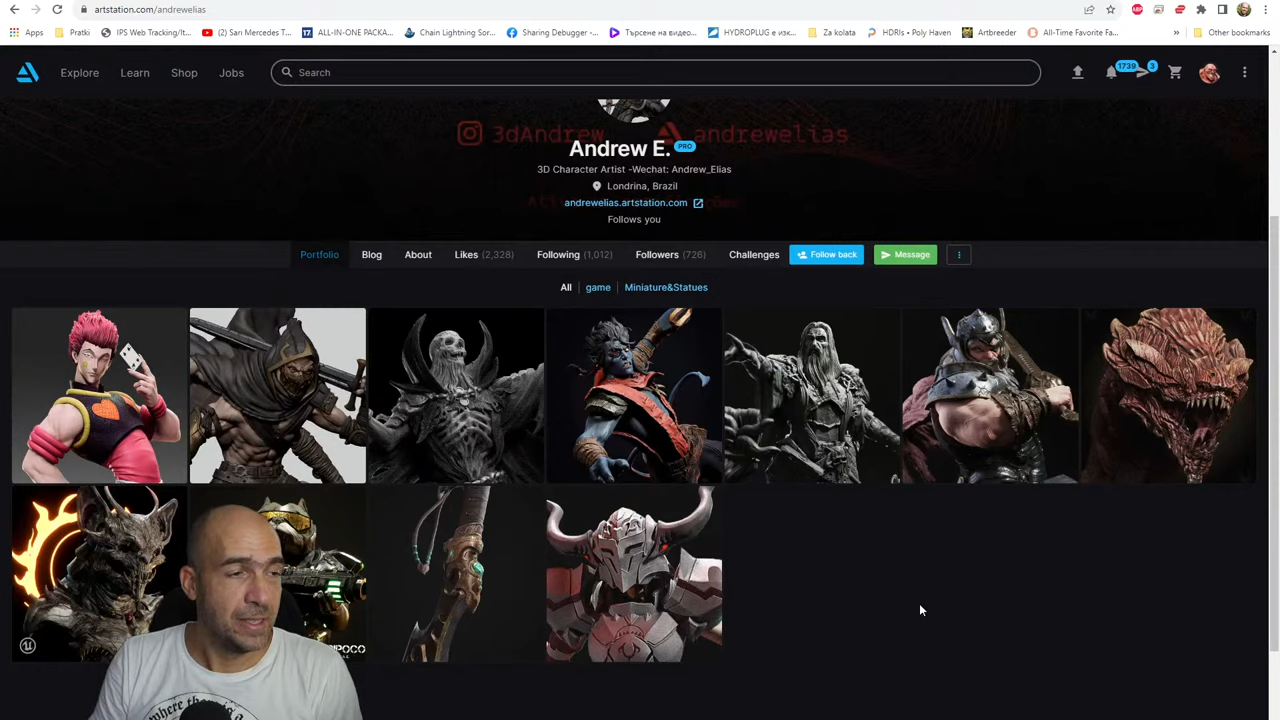 artstation.com/andrewelias
Apps
Pratki
IPS Web Tracking/It...
(2) San Mercedes T...
ALL-IN-ONE PACKA...
Chain Lightning Sor...
Sharing Debugger -...
Търсене на видео...
HYDROPLUG е изк...
Za kolata
HDRIs • Poly Haven
Artbreeder
All-Time Favorite Fa...
»
Other bookmarks
Explore
Learn
Shop
Jobs
Search
1739
3
3dAndrew
andrewelias
Andrew E. PRO
3D Character Artist -Wechat: Andrew_Elias
Londrina, Brazil
andrewelias.artstation.com
Follows you
Portfolio
Blog
About
Likes (2,328)
Following (1,012)
Followers (726)
Challenges
Follow back
Message
All
game
Miniature&Statues